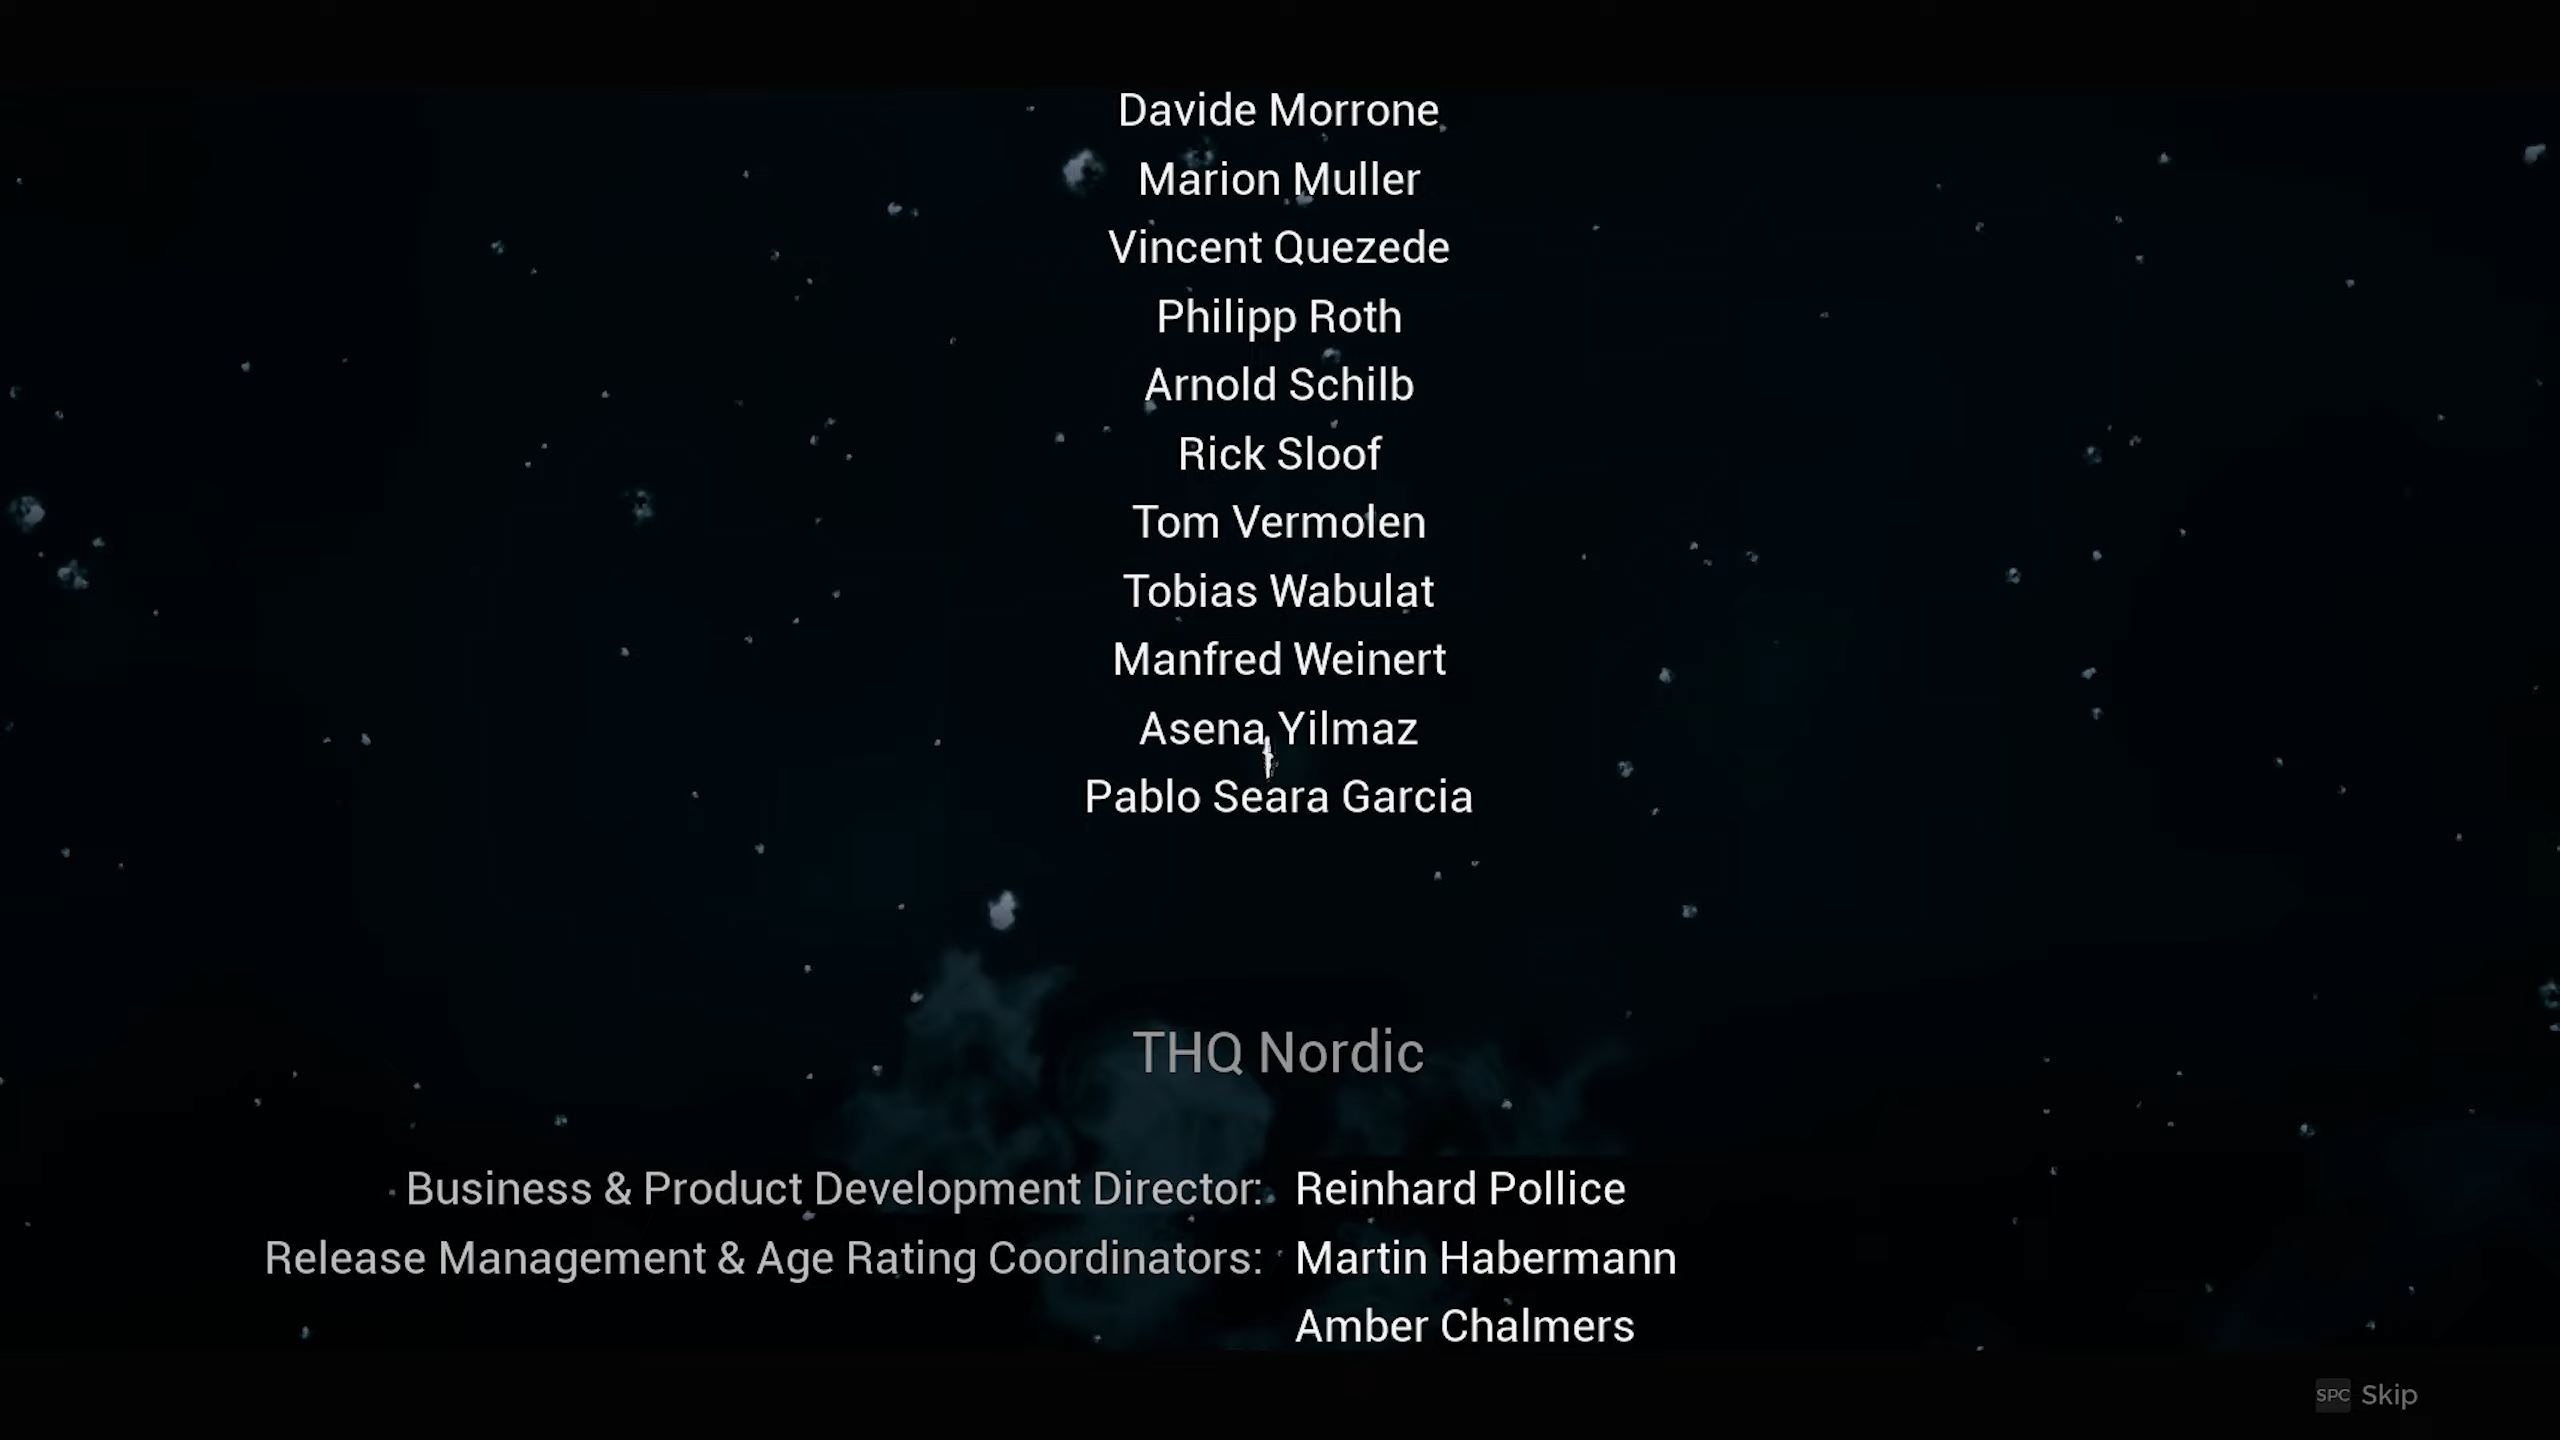 Davide Morrone
Marion Muller
Vincent Quezede
Philipp Roth
Arnold Schilb
Rick Sloof
Tom Vermolen
Tobias Wabulat
Manfred Weinert
Asena Yilmaz
Pablo Seara Garcia
THQ Nordic
Business & Product Development Director: Reinhard Pollice
Release Management & Age Rating Coordinators: Martin Habermann
Amber Chalmers
SPC Skip